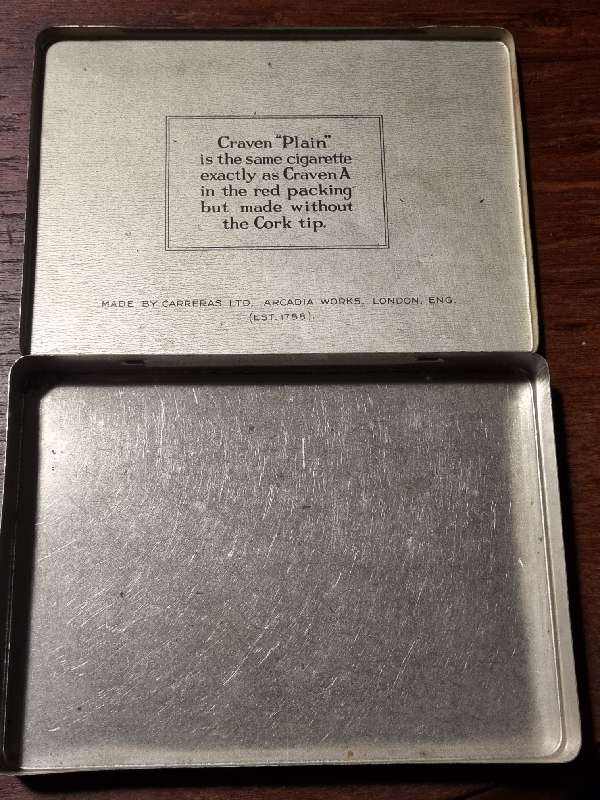 Craven "Plain"
is the same cigarette
exactly as Craven A
in the red packing
but made without
the Cork tip.
MADE BY CARRERAS LTD. ARCADIA WORKS, LONDON, ENG.
(EST. 1788).